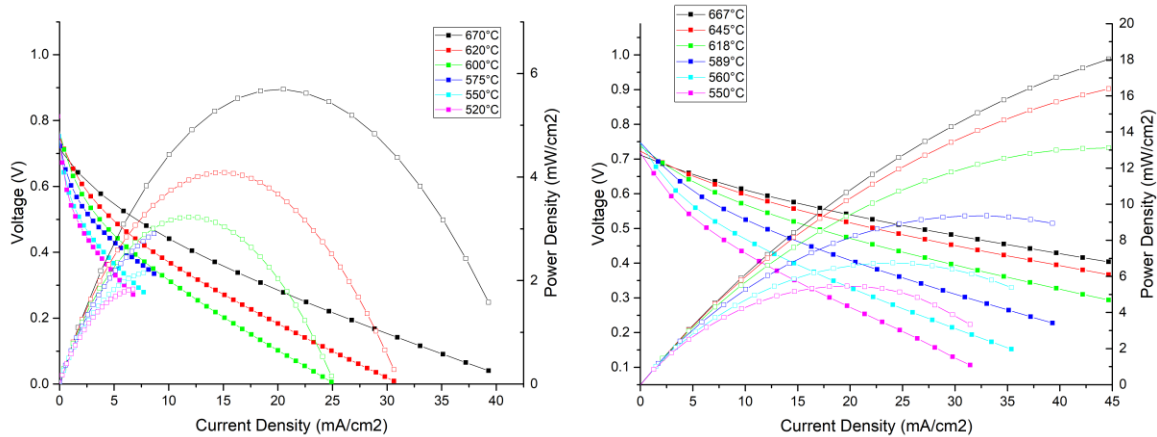 670°C
620°C
600°C
575°C
550°C
520°C
Voltage (V)
1.0
0.8
0.6
0.4
0.2
0.0
0 5 10 15 20 25 30 35 40
Current Density (mA/cm2)
6
4
2
0
Power Density (mW/cm2)
667°C
645°C
618°C
589°C
560°C
550°C
Voltage (V)
1.0
0.9
0.8
0.7
0.6
0.5
0.4
0.3
0.2
0.1
0 5 10 15 20 25 30 35 40 45
Current Density (mA/cm2)
20
18
16
14
12
10
8
6
4
2
0
Power Density (mW/cm2)